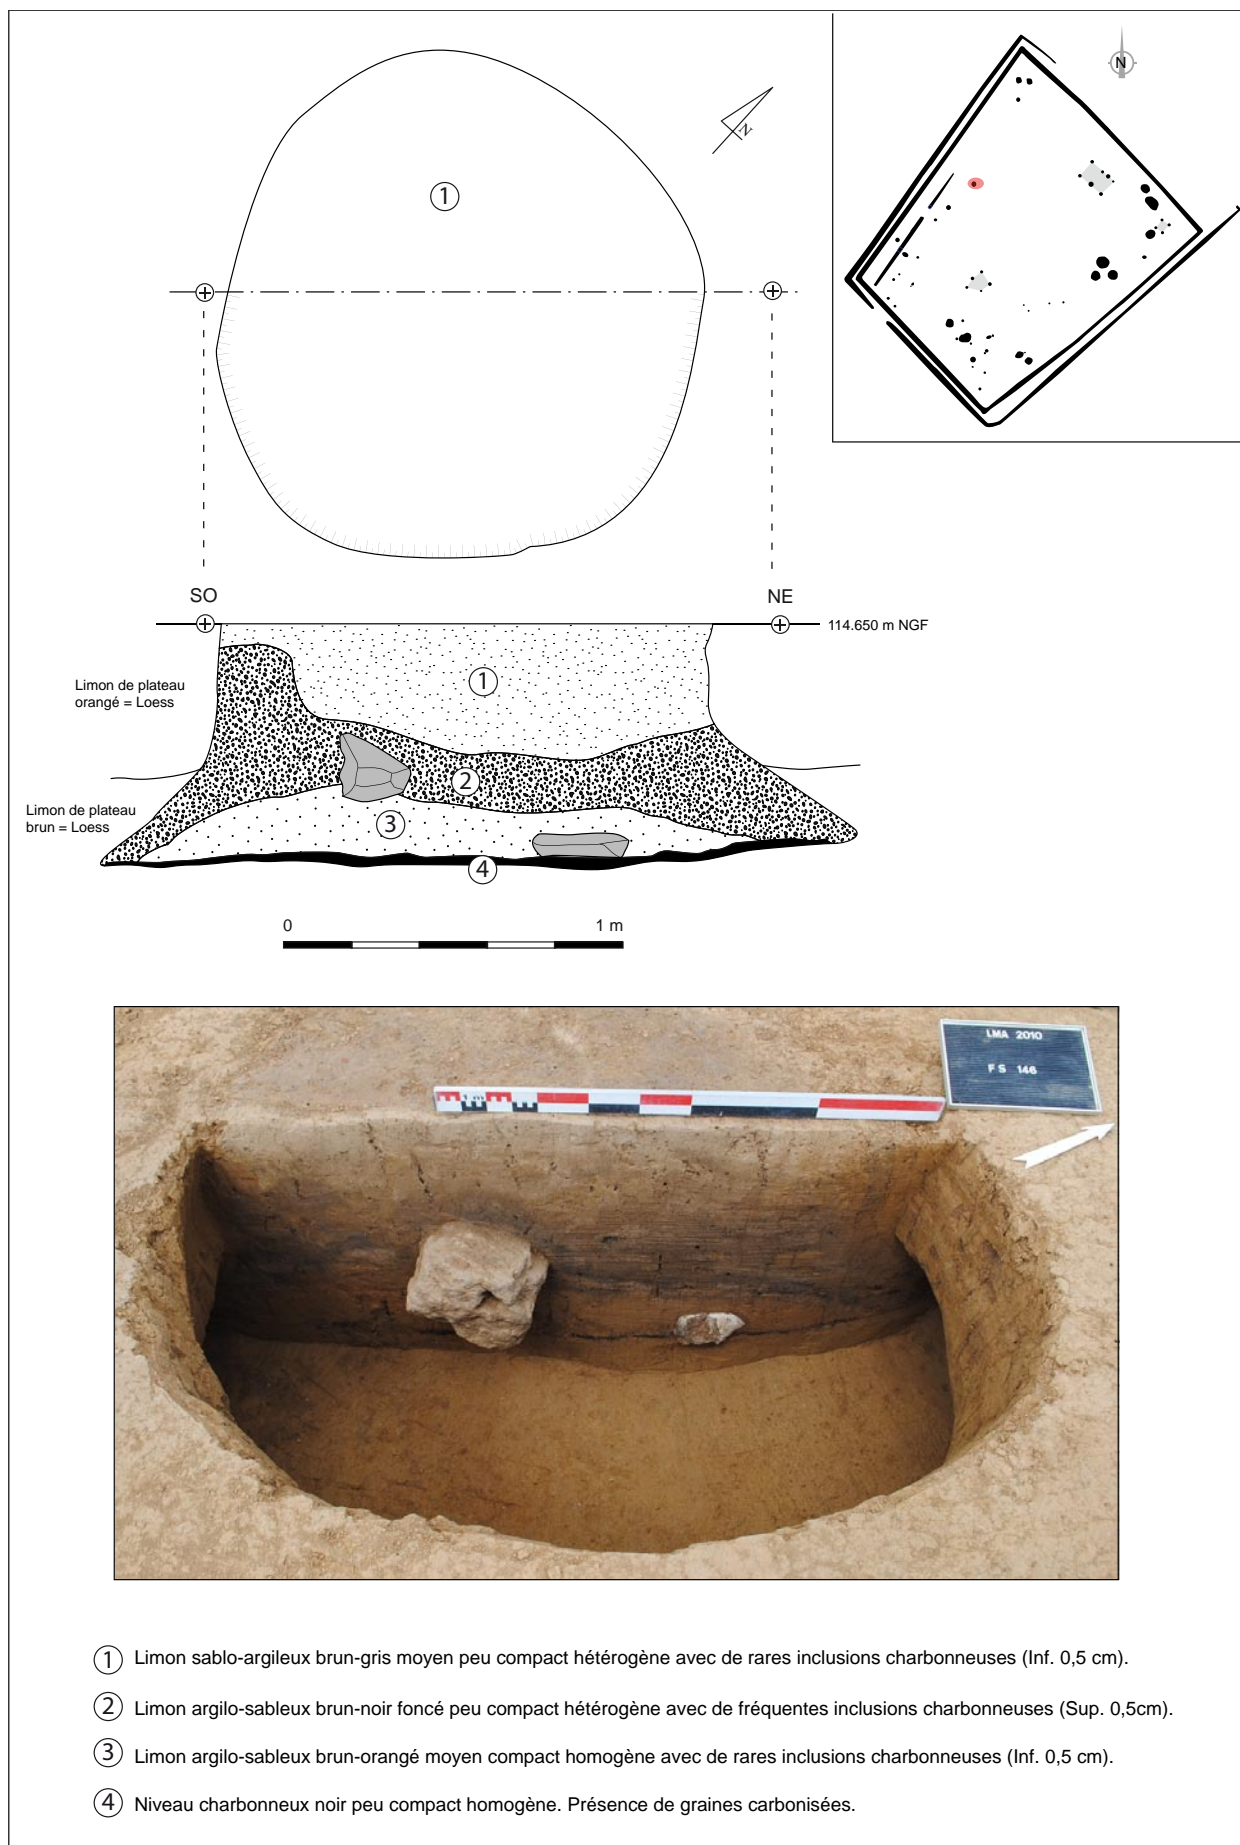 N
N
1
SO
NE
114.650 m NGF
1
Limon de plateau
orangé = Loess
2
Limon de plateau
brun = Loess
3
4
0 1 m
LMA 2010
1 m
FS 146
1 Limon sablo-argileux brun-gris moyen peu compact hétérogène avec de rares inclusions charbonneuses (Inf. 0,5 cm).
2 Limon argilo-sableux brun-noir foncé peu compact hétérogène avec de fréquentes inclusions charbonneuses (Sup. 0,5cm).
3 Limon argilo-sableux brun-orangé moyen compact homogène avec de rares inclusions charbonneuses (Inf. 0,5 cm).
4 Niveau charbonneux noir peu compact homogène. Présence de graines carbonisées.